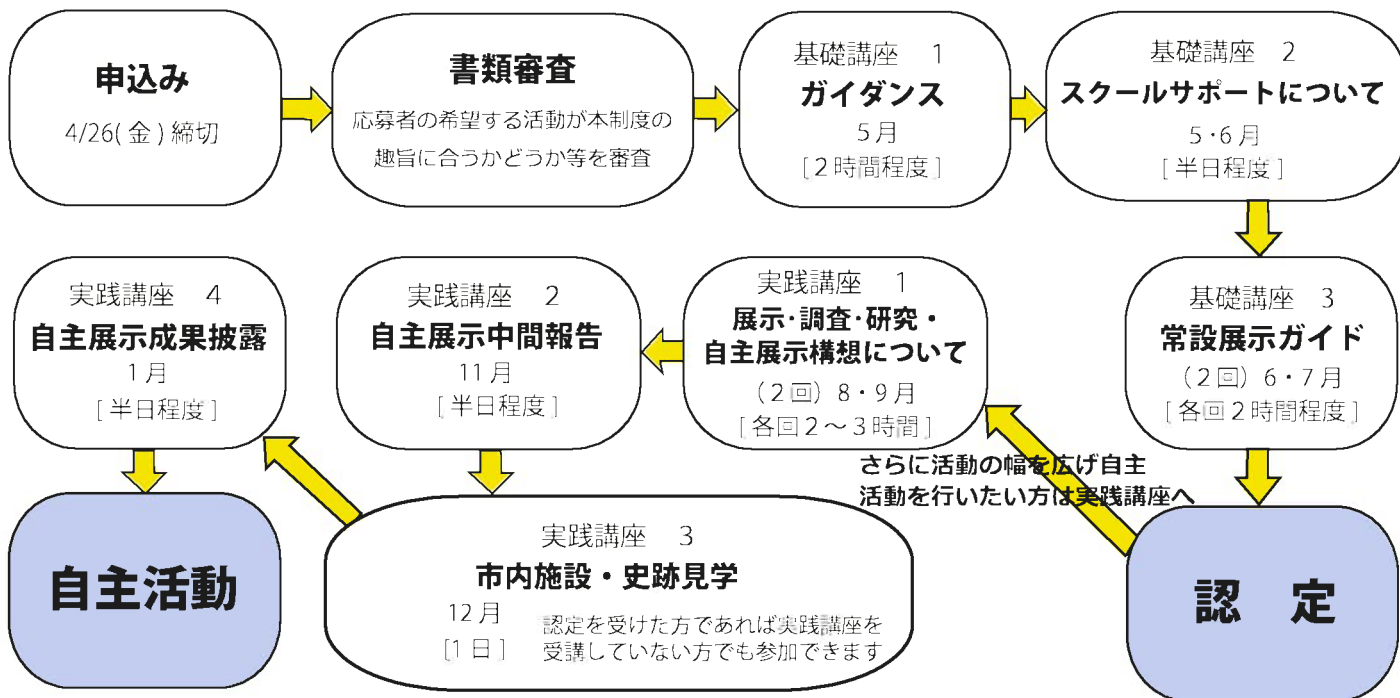 申込み
4/26(金)締切
書類審査
応募者の希望する活動が本制度の
趣旨に合うかどうか等を審査
基礎講座 1
ガイダンス
5月
[2時間程度]
基礎講座 2
スクールサポートについて
5・6月
[半日程度]
基礎講座 3
常設展示ガイド
(2回) 6・7月
[各回2時間程度]
認 定
さらに活動の幅を広げ自主
活動を行いたい方は実践講座へ
実践講座 1
展示・調査・研究・
自主展示構想について
(2回) 8・9月
[各回2～3時間]
実践講座 2
自主展示中間報告
11月
[半日程度]
実践講座 3
市内施設・史跡見学
12月
[1日]
認定を受けた方であれば実践講座を
受講していない方でも参加できます
実践講座 4
自主展示成果披露
1月
[半日程度]
自主活動